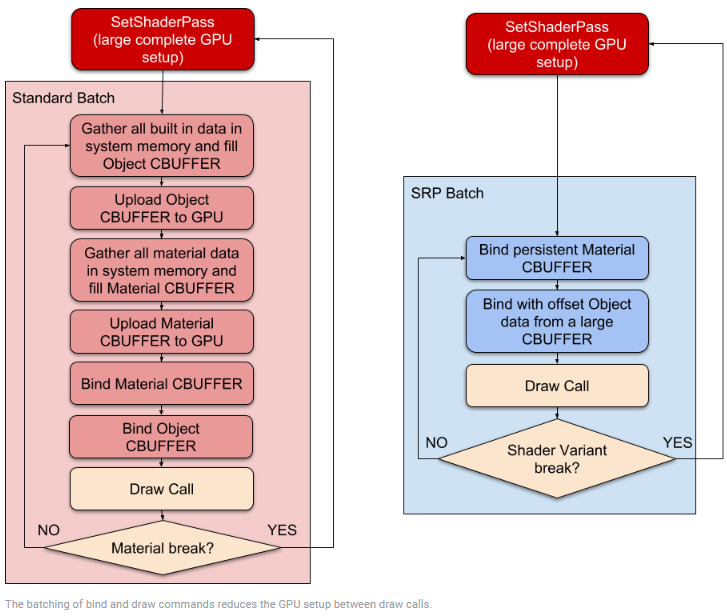 SetShaderPass
(large complete GPU
setup)
Standard Batch
Gather all built in data in
system memory and fill
Object CBUFFER
Upload Object
CBUFFER to GPU
Gather all material data
in system memory and
fill Material CBUFFER
Upload Material
CBUFFER to GPU
Bind Material CBUFFER
Bind Object
CBUFFER
Draw Call
NO
YES
Material break?
SetShaderPass
(large complete GPU
setup)
SRP Batch
Bind persistent Material
CBUFFER
Bind with offset Object
data from a large
CBUFFER
Draw Call
NO
YES
Shader Variant
break?
The batching of bind and draw commands reduces the GPU setup between draw calls.